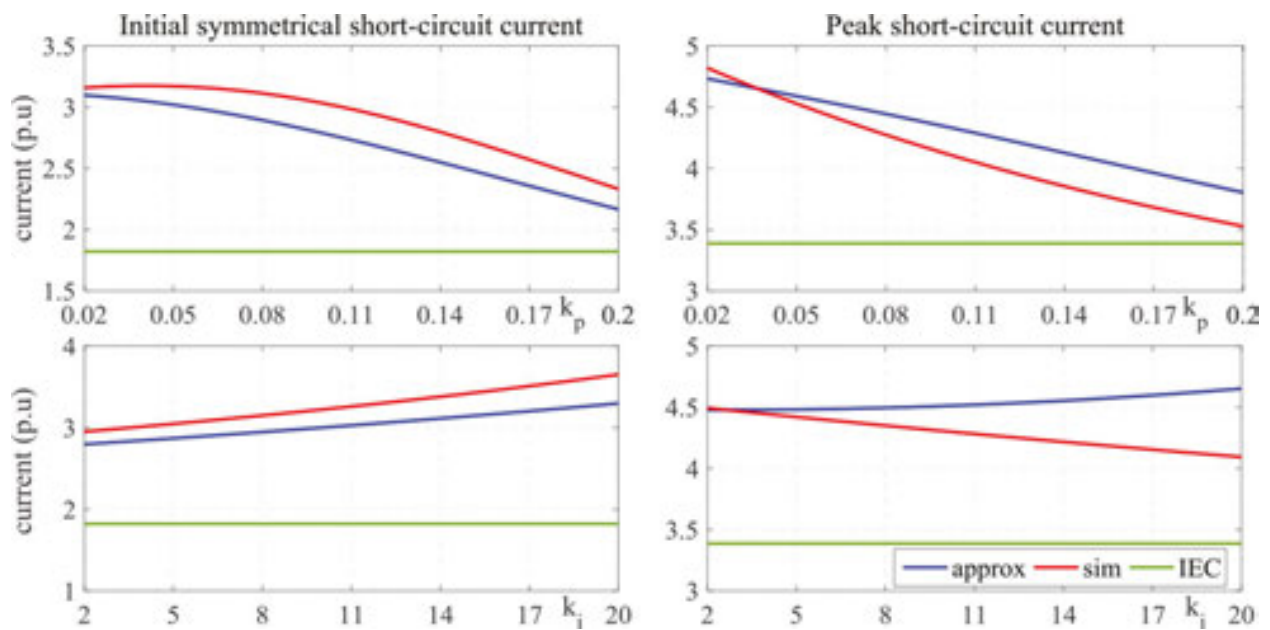 Initial symmetrical short-circuit current
Peak short-circuit current
current (p.u)
3.5
3
2.5
2
1.5
0.02 0.05 0.08 0.11 0.14 0.17 k_p 0.2
5
4.5
4
3.5
3
0.02 0.05 0.08 0.11 0.14 0.17 k_p 0.2
current (p.u)
4
3
2
1
2 5 8 11 14 17 k_i 20
5
4.5
4
3.5
3
approx sim IEC
2 5 8 11 14 17 k_i 20